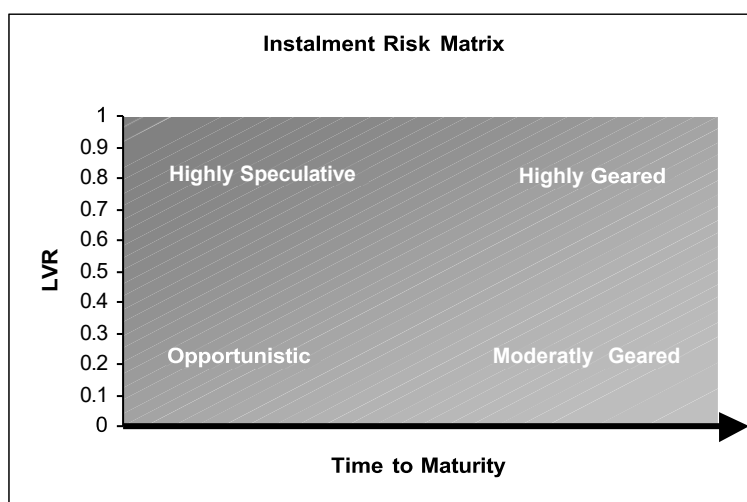 Instalment Risk Matrix
1
0.9
0.8
0.7
0.6
0.5
0.4
0.3
0.2
0.1
0
LVR
Highly Speculative
Highly Geared
Opportunistic
Moderatly Geared
Time to Maturity